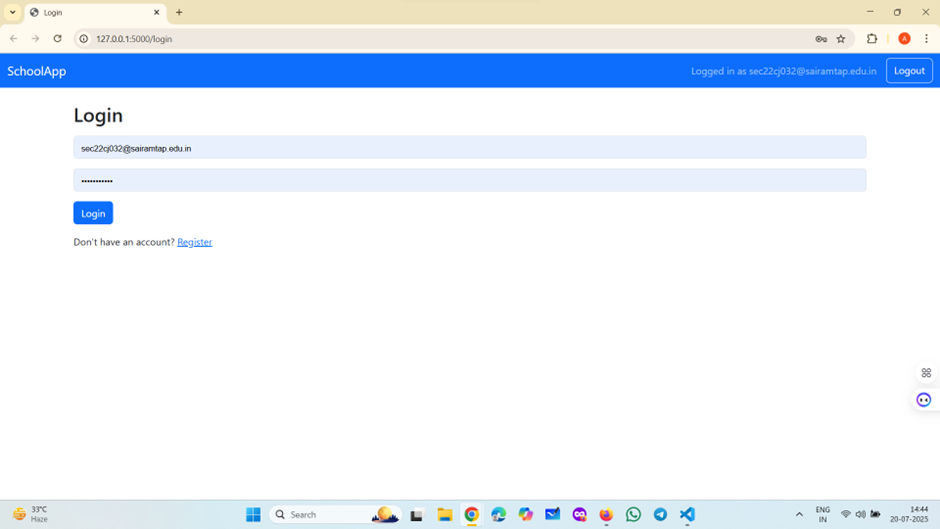 Login
127.0.0.1:5000/login
A
SchoolApp
Logged in as sec22cj032@sairamtap.edu.in
Logout
Login
sec22cj032@sairamtap.edu.in
•••••••••••
Login
Don't have an account? Register
33°C
Haze
Search
ENG
IN
14:44
20-07-2025